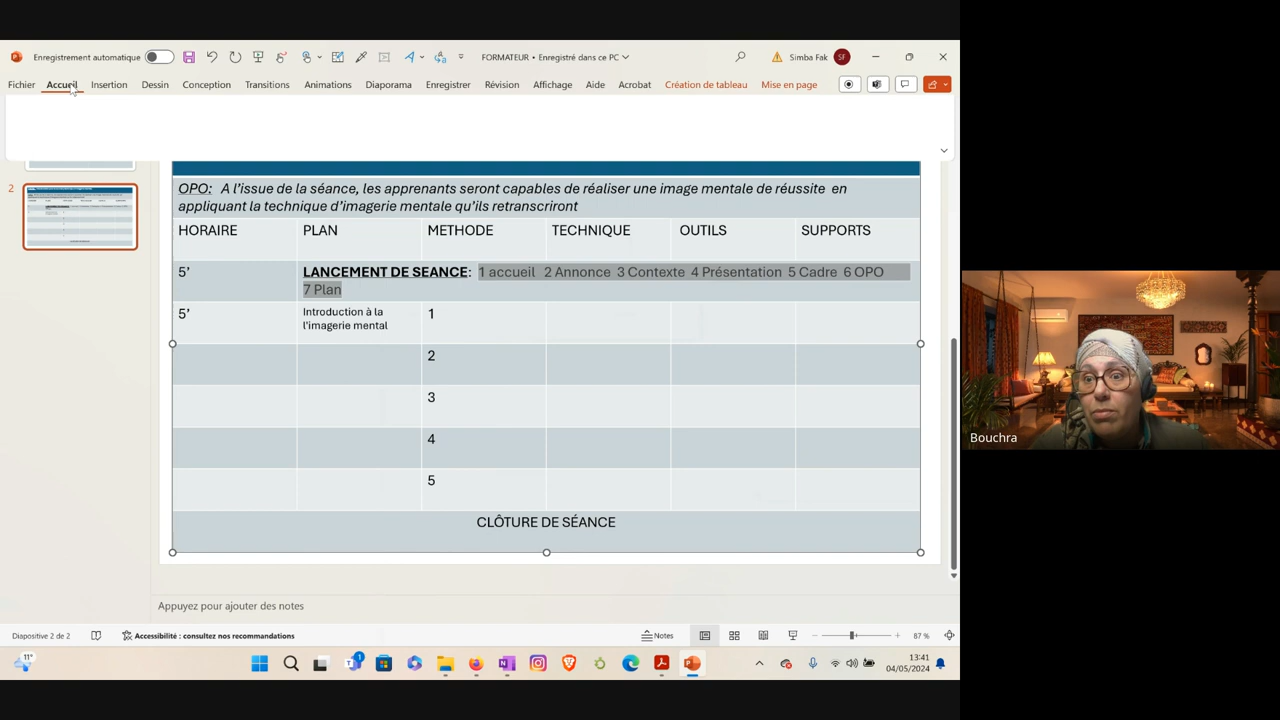 Enregistrement automatique
FORMATEUR • Enregistré dans ce PC
Simba Fak
SF
Fichier
Accueil
Insertion
Dessin
Conception
Transitions
Animations
Diaporama
Enregistrer
Révision
Affichage
Aide
Acrobat
Création de tableau
Mise en page
2
OPO: A l’issue de la séance, les apprenants seront capables de réaliser une image mentale de réussite en
appliquant la technique d’imagerie mentale qu’ils retranscriront
HORAIRE PLAN METHODE TECHNIQUE OUTILS SUPPORTS
5’ LANCEMENT DE SEANCE: 1 accueil 2 Annonce 3 Contexte 4 Présentation 5 Cadre 6 OPO
7 Plan
5’ Introduction à la 1
l’imagerie mental
2
3
4
5
CLÔTURE DE SÉANCE
Appuyez pour ajouter des notes
Diapositive 2 de 2
Accessibilité : consultez nos recommandations
Notes
87 %
11°
1
13:41
04/05/2024
Bouchra